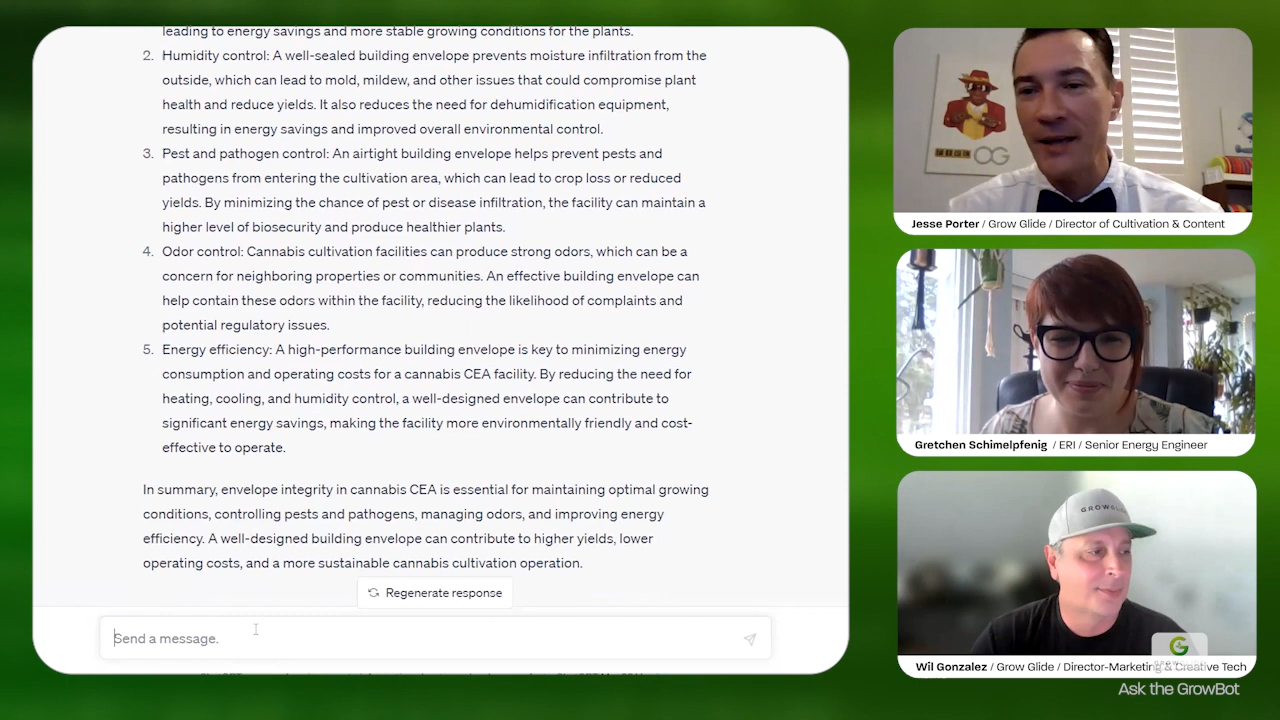 leading to energy savings and more stable growing conditions for the plants.
2. Humidity control: A well-sealed building envelope prevents moisture infiltration from the
outside, which can lead to mold, mildew, and other issues that could compromise plant
health and reduce yields. It also reduces the need for dehumidification equipment,
resulting in energy savings and improved overall environmental control.
3. Pest and pathogen control: An airtight building envelope helps prevent pests and
pathogens from entering the cultivation area, which can lead to crop loss or reduced
yields. By minimizing the chance of pest or disease infiltration, the facility can maintain a
higher level of biosecurity and produce healthier plants.
4. Odor control: Cannabis cultivation facilities can produce strong odors, which can be a
concern for neighboring properties or communities. An effective building envelope can
help contain these odors within the facility, reducing the likelihood of complaints and
potential regulatory issues.
5. Energy efficiency: A high-performance building envelope is key to minimizing energy
consumption and operating costs for a cannabis CEA facility. By reducing the need for
heating, cooling, and humidity control, a well-designed envelope can contribute to
significant energy savings, making the facility more environmentally friendly and cost-
effective to operate.
In summary, envelope integrity in cannabis CEA is essential for maintaining optimal growing
conditions, controlling pests and pathogens, managing odors, and improving energy
efficiency. A well-designed building envelope can contribute to higher yields, lower
operating costs, and a more sustainable cannabis cultivation operation.
Regenerate response
Send a message.
OG
Jesse Porter / Grow Glide / Director of Cultivation & Content
Gretchen Schimelpfenig / ERI / Senior Energy Engineer
Wil Gonzalez / Grow Glide / Director-Marketing & Creative Tech
Ask the GrowBot